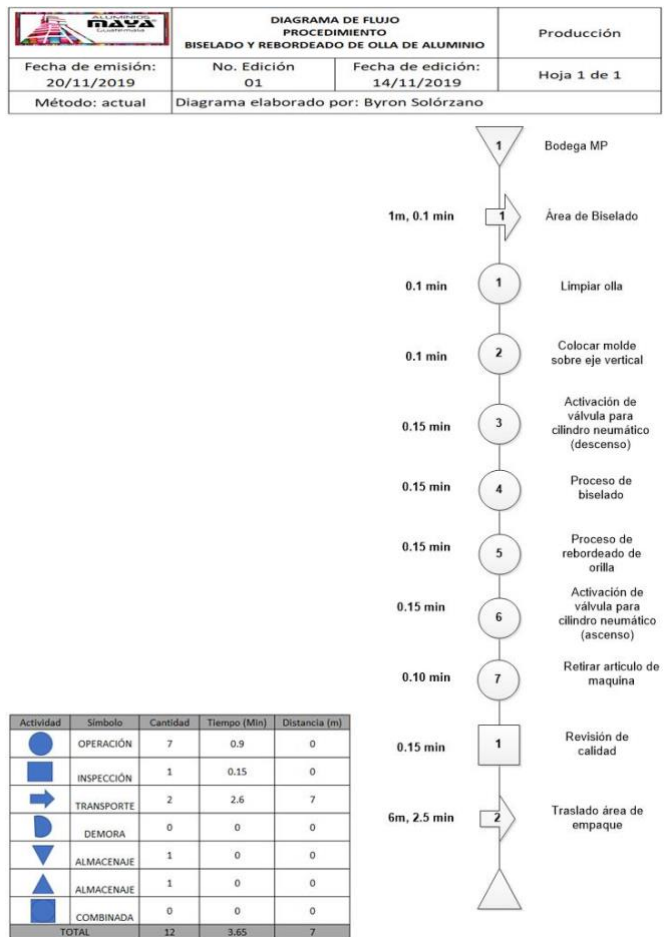 ALUMINIOS
MAYA
Guatemala
DIAGRAMA DE FLUJO
PROCEDIMIENTO
BISELADO Y REBORDEADO DE OLLA DE ALUMINIO
Producción
Fecha de emisión:
20/11/2019
No. Edición
01
Fecha de edición:
14/11/2019
Hoja 1 de 1
Método: actual
Diagrama elaborado por: Byron Solórzano
1
Bodega MP
1m, 0.1 min
1
Área de Biselado
0.1 min
1
Limpiar olla
0.1 min
2
Colocar molde
sobre eje vertical
0.15 min
3
Activación de
válvula para
cilindro neumático
(descenso)
0.15 min
4
Proceso de
biselado
0.15 min
5
Proceso de
rebordeado de
orilla
0.15 min
6
Activación de
válvula para
cilindro neumático
(ascenso)
0.10 min
7
Retirar articulo de
maquina
0.15 min
1
Revisión de
calidad
6m, 2.5 min
2
Traslado área de
empaque
Actividad Símbolo Cantidad Tiempo (Min) Distancia (m)
OPERACIÓN 7 0.9 0
INSPECCIÓN 1 0.15 0
TRANSPORTE 2 2.6 7
DEMORA 0 0 0
ALMACENAJE 1 0 0
ALMACENAJE 1 0 0
COMBINADA 0 0 0
TOTAL 12 3.65 7